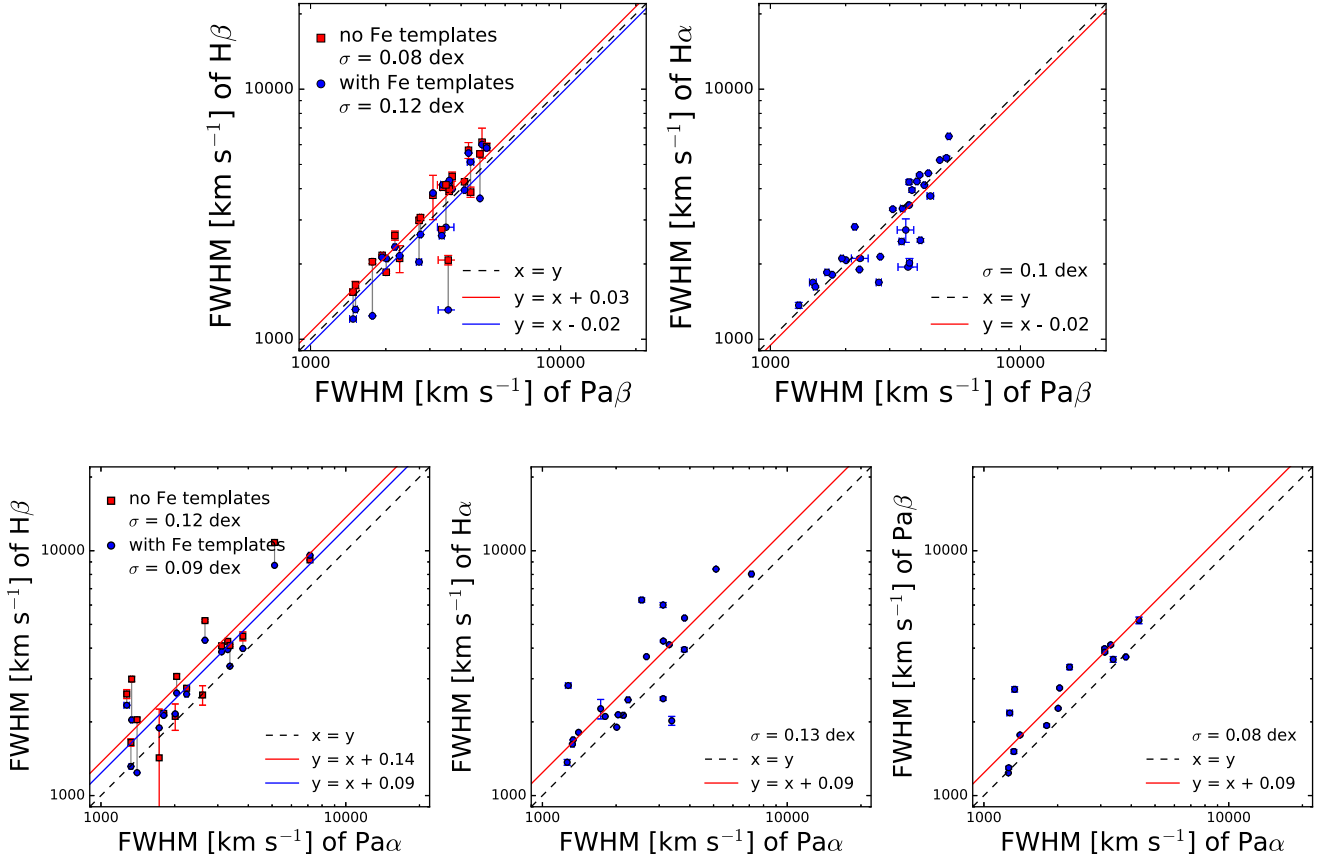 FWHM [km s⁻¹] of Hβ
10000
1000
no Fe templates
σ = 0.08 dex
with Fe templates
σ = 0.12 dex
x = y
y = x + 0.03
y = x - 0.02
1000
10000
FWHM [km s⁻¹] of Paβ
FWHM [km s⁻¹] of Hα
10000
1000
σ = 0.1 dex
x = y
y = x - 0.02
1000
10000
FWHM [km s⁻¹] of Paβ
FWHM [km s⁻¹] of Hβ
10000
1000
no Fe templates
σ = 0.12 dex
with Fe templates
σ = 0.09 dex
x = y
y = x + 0.14
y = x + 0.09
1000
10000
FWHM [km s⁻¹] of Paα
FWHM [km s⁻¹] of Hα
10000
1000
σ = 0.13 dex
x = y
y = x + 0.09
1000
10000
FWHM [km s⁻¹] of Paα
FWHM [km s⁻¹] of Paβ
10000
1000
σ = 0.08 dex
x = y
y = x + 0.09
1000
10000
FWHM [km s⁻¹] of Paα